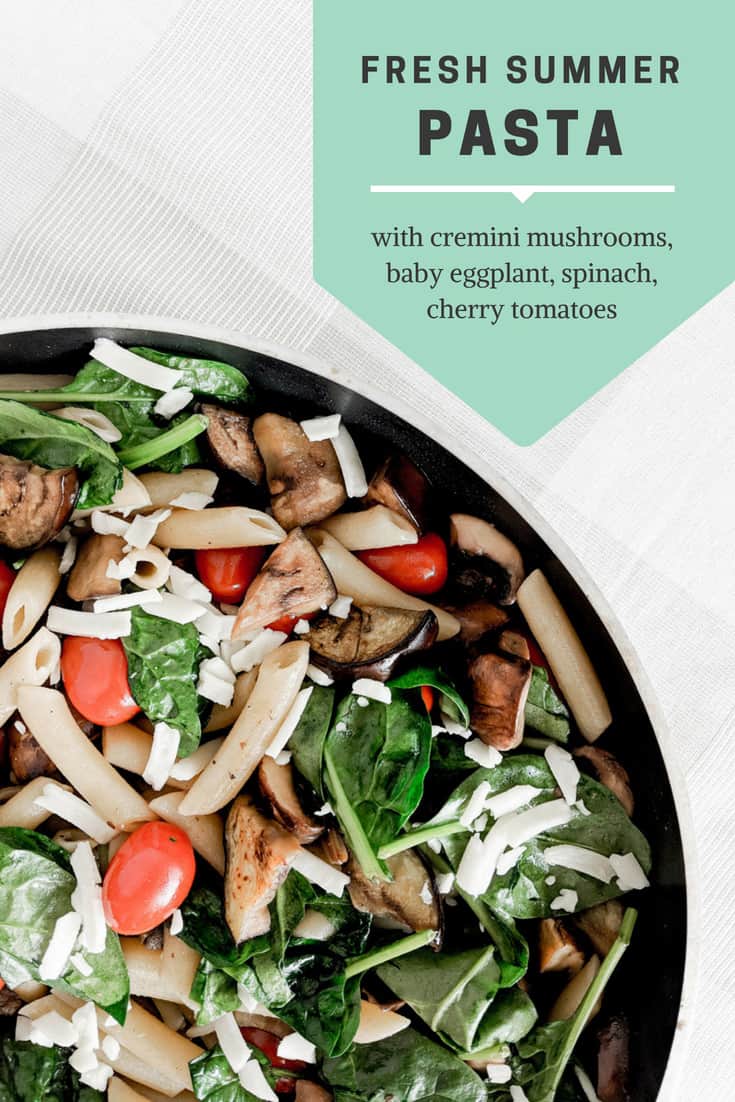 FRESH SUMMER
PASTA
with cremini mushrooms,
baby eggplant, spinach,
cherry tomatoes